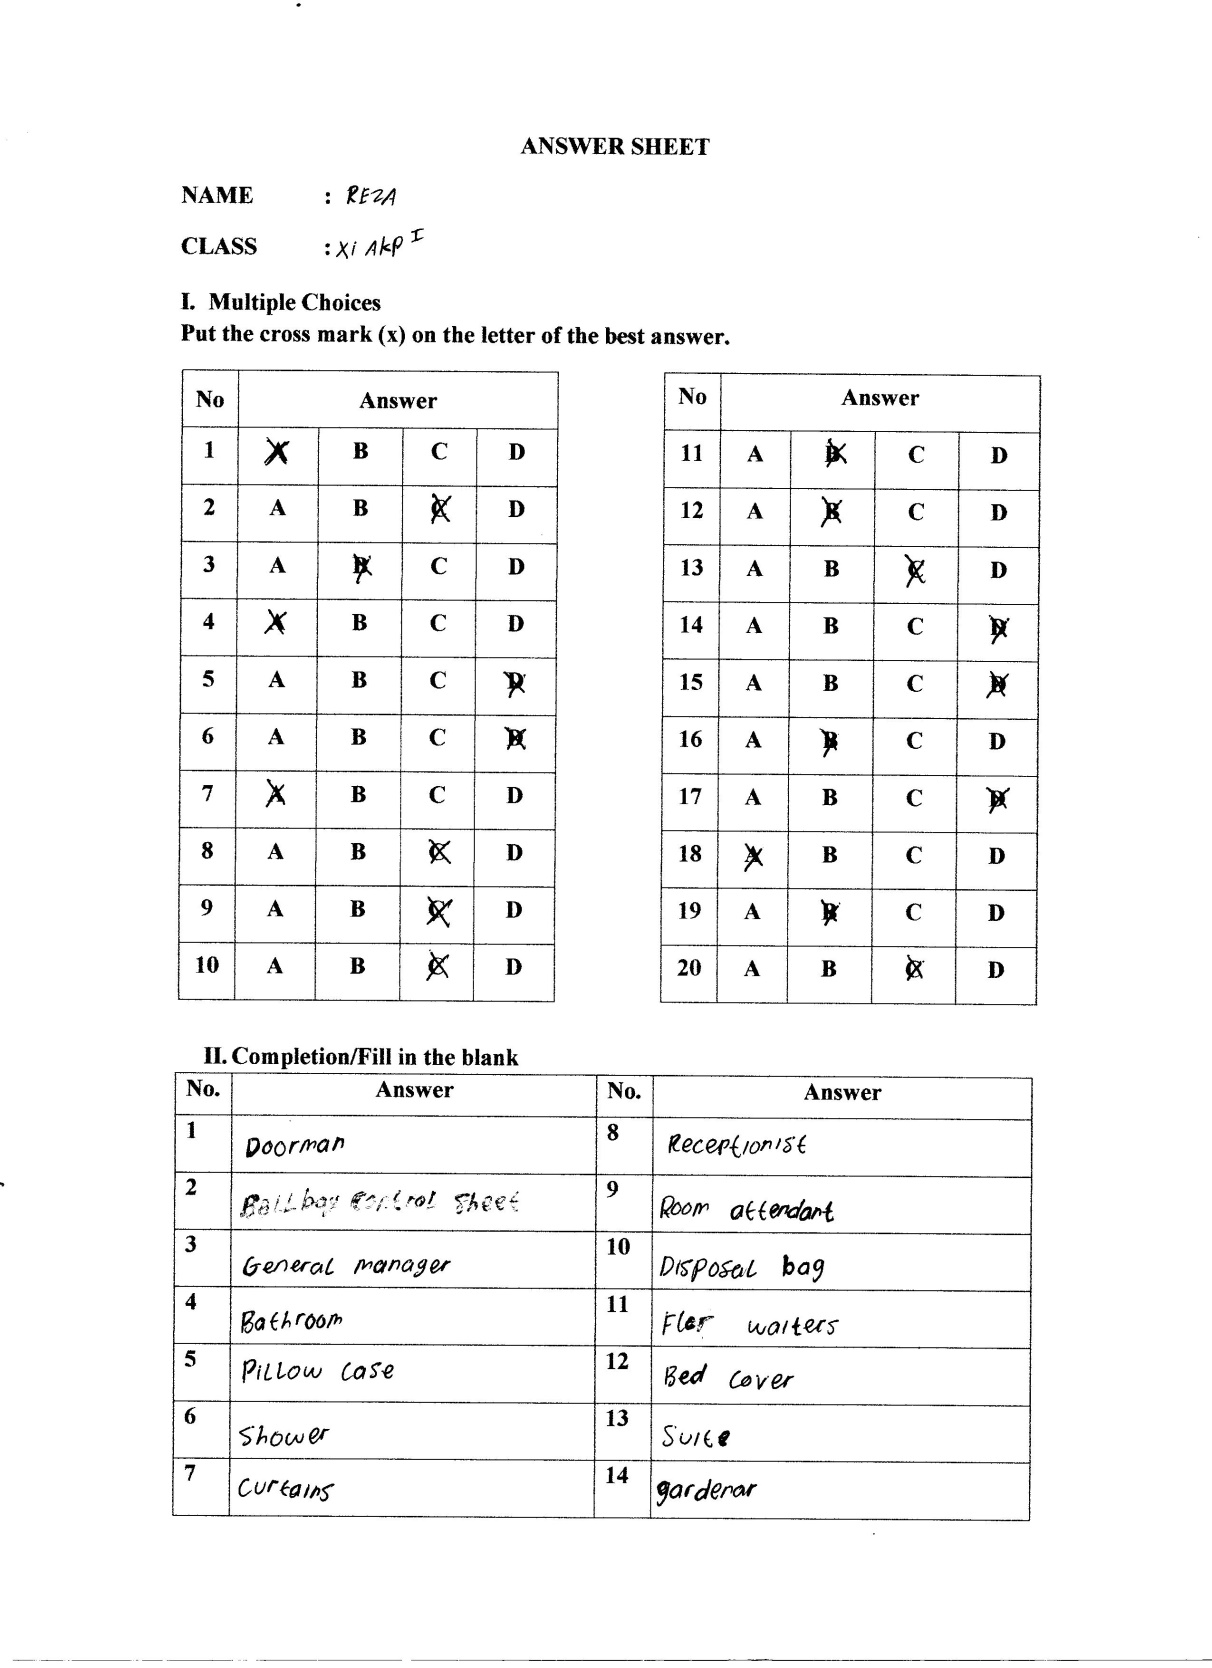 ANSWER SHEET
NAME : REZA
CLASS : Xi AkP I
I. Multiple Choices
Put the cross mark (x) on the letter of the best answer.
No Answer
1 A B C D
2 A B C D
3 A B C D
4 A B C D
5 A B C D
6 A B C D
7 A B C D
8 A B C D
9 A B C D
10 A B C D
No Answer
11 A B C D
12 A B C D
13 A B C D
14 A B C D
15 A B C D
16 A B C D
17 A B C D
18 A B C D
19 A B C D
20 A B C D
II. Completion/Fill in the blank
No. Answer No. Answer
1 Doorman 8 Receptionist
2 control Sheet 9 Room attendant
3 General manager 10 Disposal bag
4 Bathroom 11 waiters
5 Pillow case 12 Bed cover
6 Shower 13 Suite
7 Curtains 14 gardenar